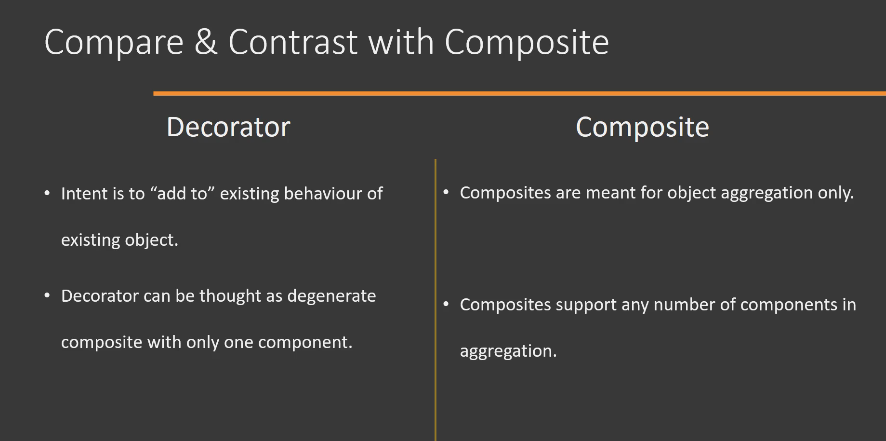 Compare & Contrast with Composite
Decorator
• Intent is to “add to” existing behaviour of
existing object.
• Decorator can be thought as degenerate
composite with only one component.
Composite
• Composites are meant for object aggregation only.
• Composites support any number of components in
aggregation.